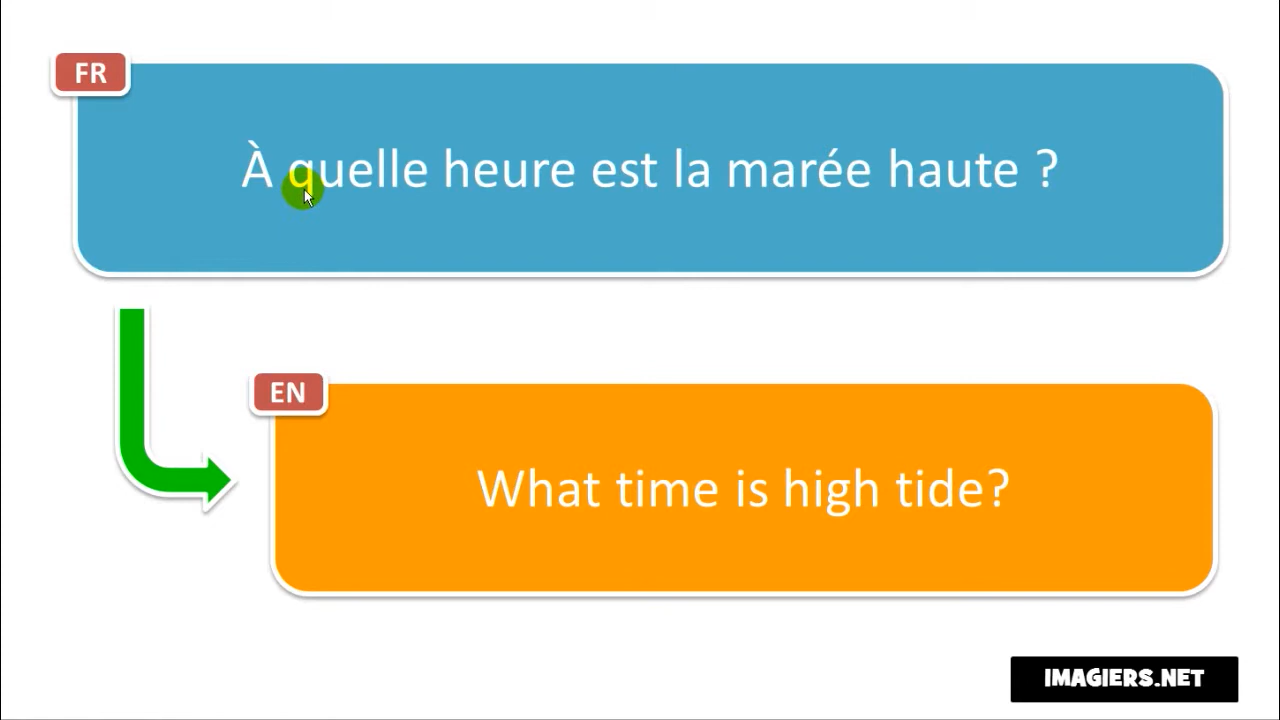 FR
À quelle heure est la marée haute ?
EN
What time is high tide?
IMAGIERS.NET